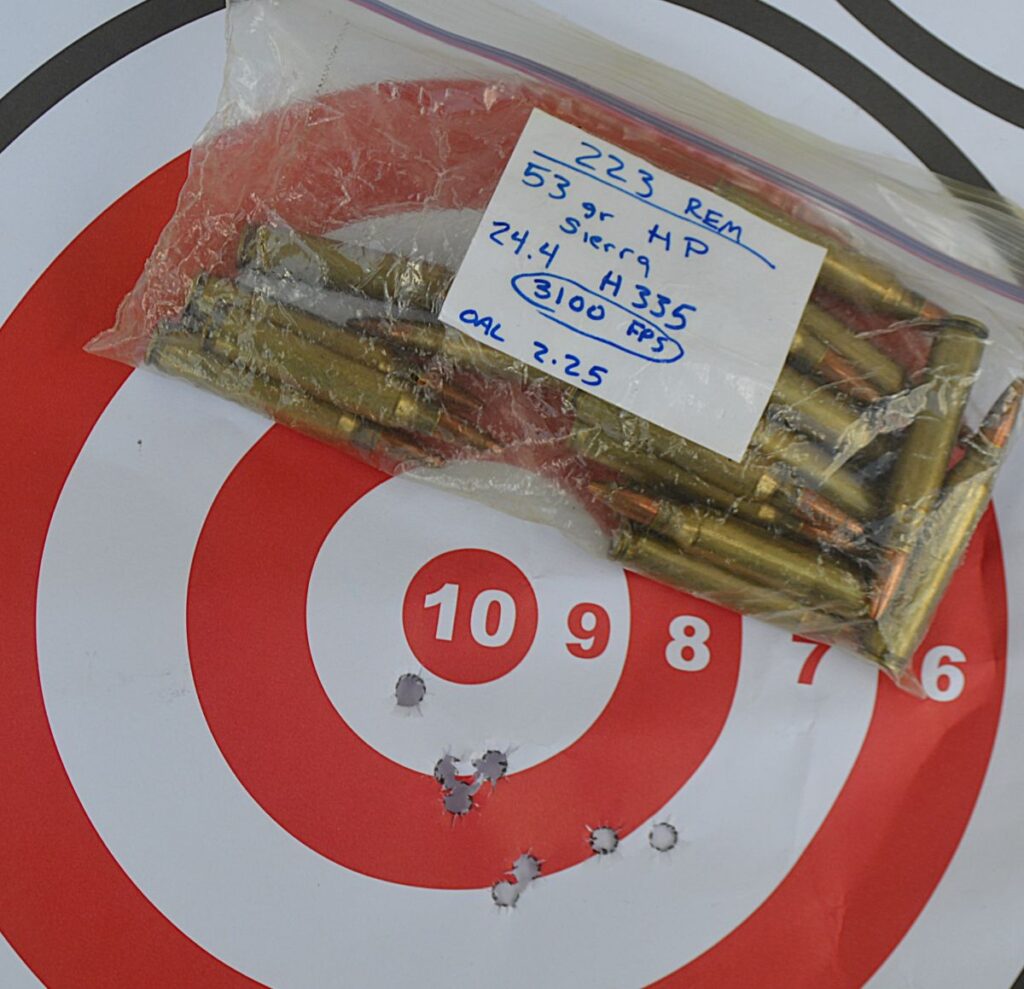 223 REM
53 gr HP
Sierra
24.4 H335
3100 FPS
OAL 2.25
10 9 8 7 6